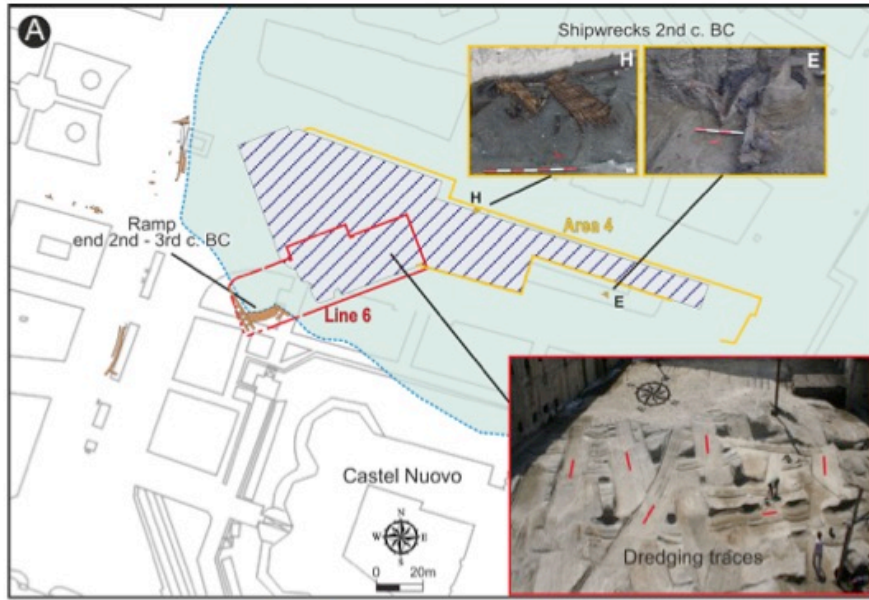 A
Shipwrecks 2nd c. BC
H
E
H
Area 4
Ramp
end 2nd - 3rd c. BC
E
Line 6
Castel Nuovo
N
W E
S
0 20m
Dredging traces